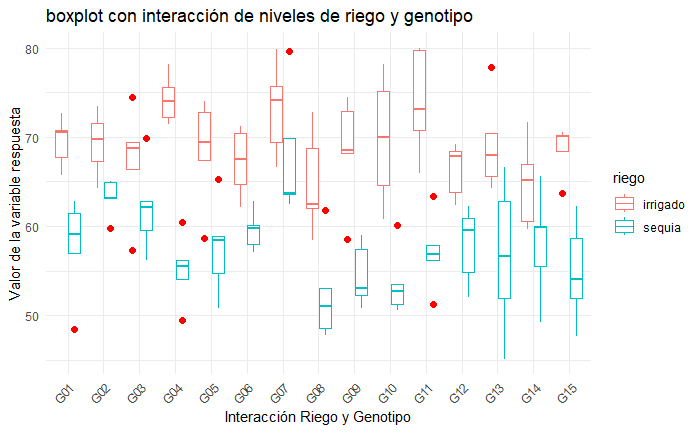 boxplot con interacción de niveles de riego y genotipo
Valor de la variable respuesta
80
70
60
50
G01
G02
G03
G04
G05
G06
G07
G08
G09
G10
G11
G12
G13
G14
G15
Interacción Riego y Genotipo
riego
irrigado
sequia